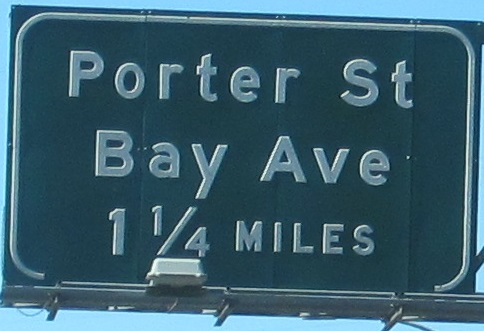 Porter St
Bay Ave
1 1/4 MILES